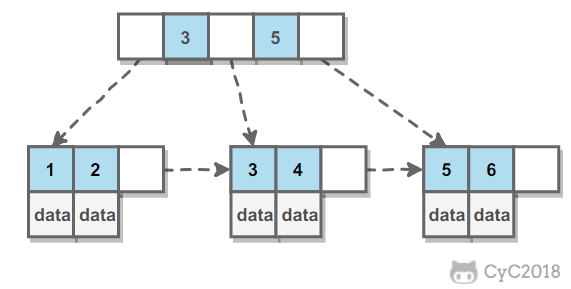 3 5
1 2 3 4 5 6
data data data data data data
CyC2018